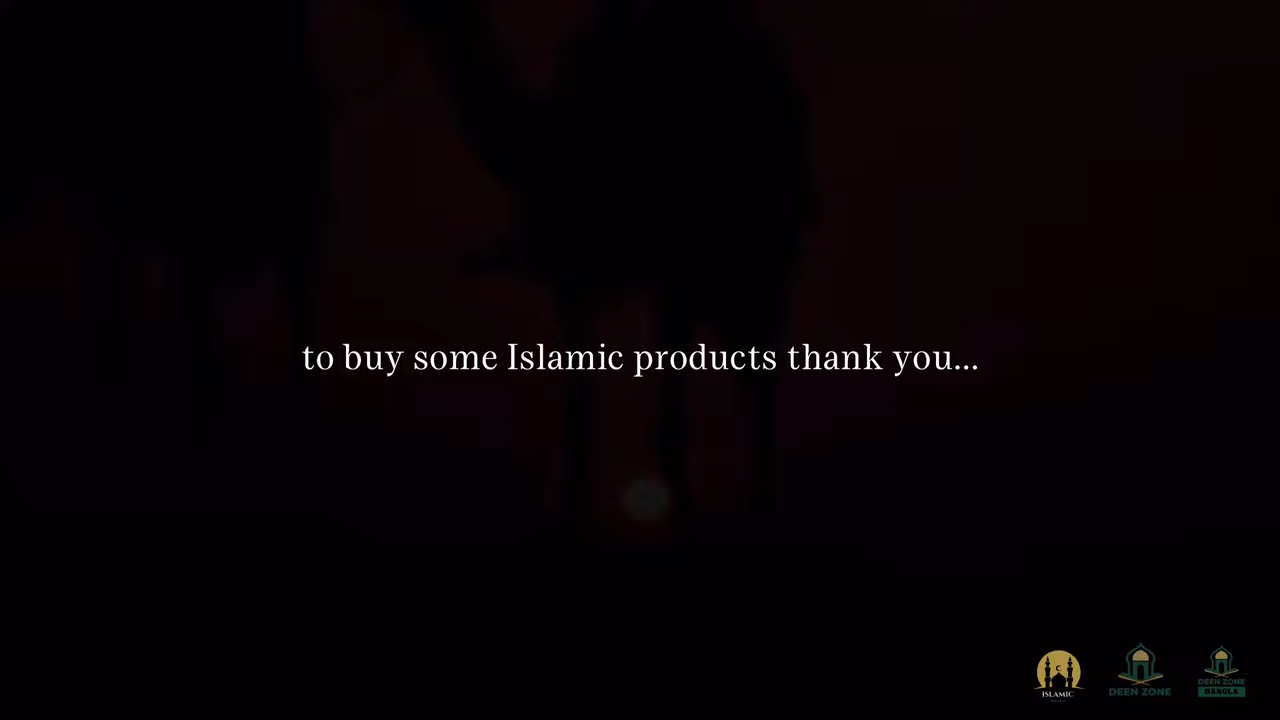 to buy some Islamic products thank you...
ISLAMIC
DEEN ZONE
DEEN ZONE
BANGLA